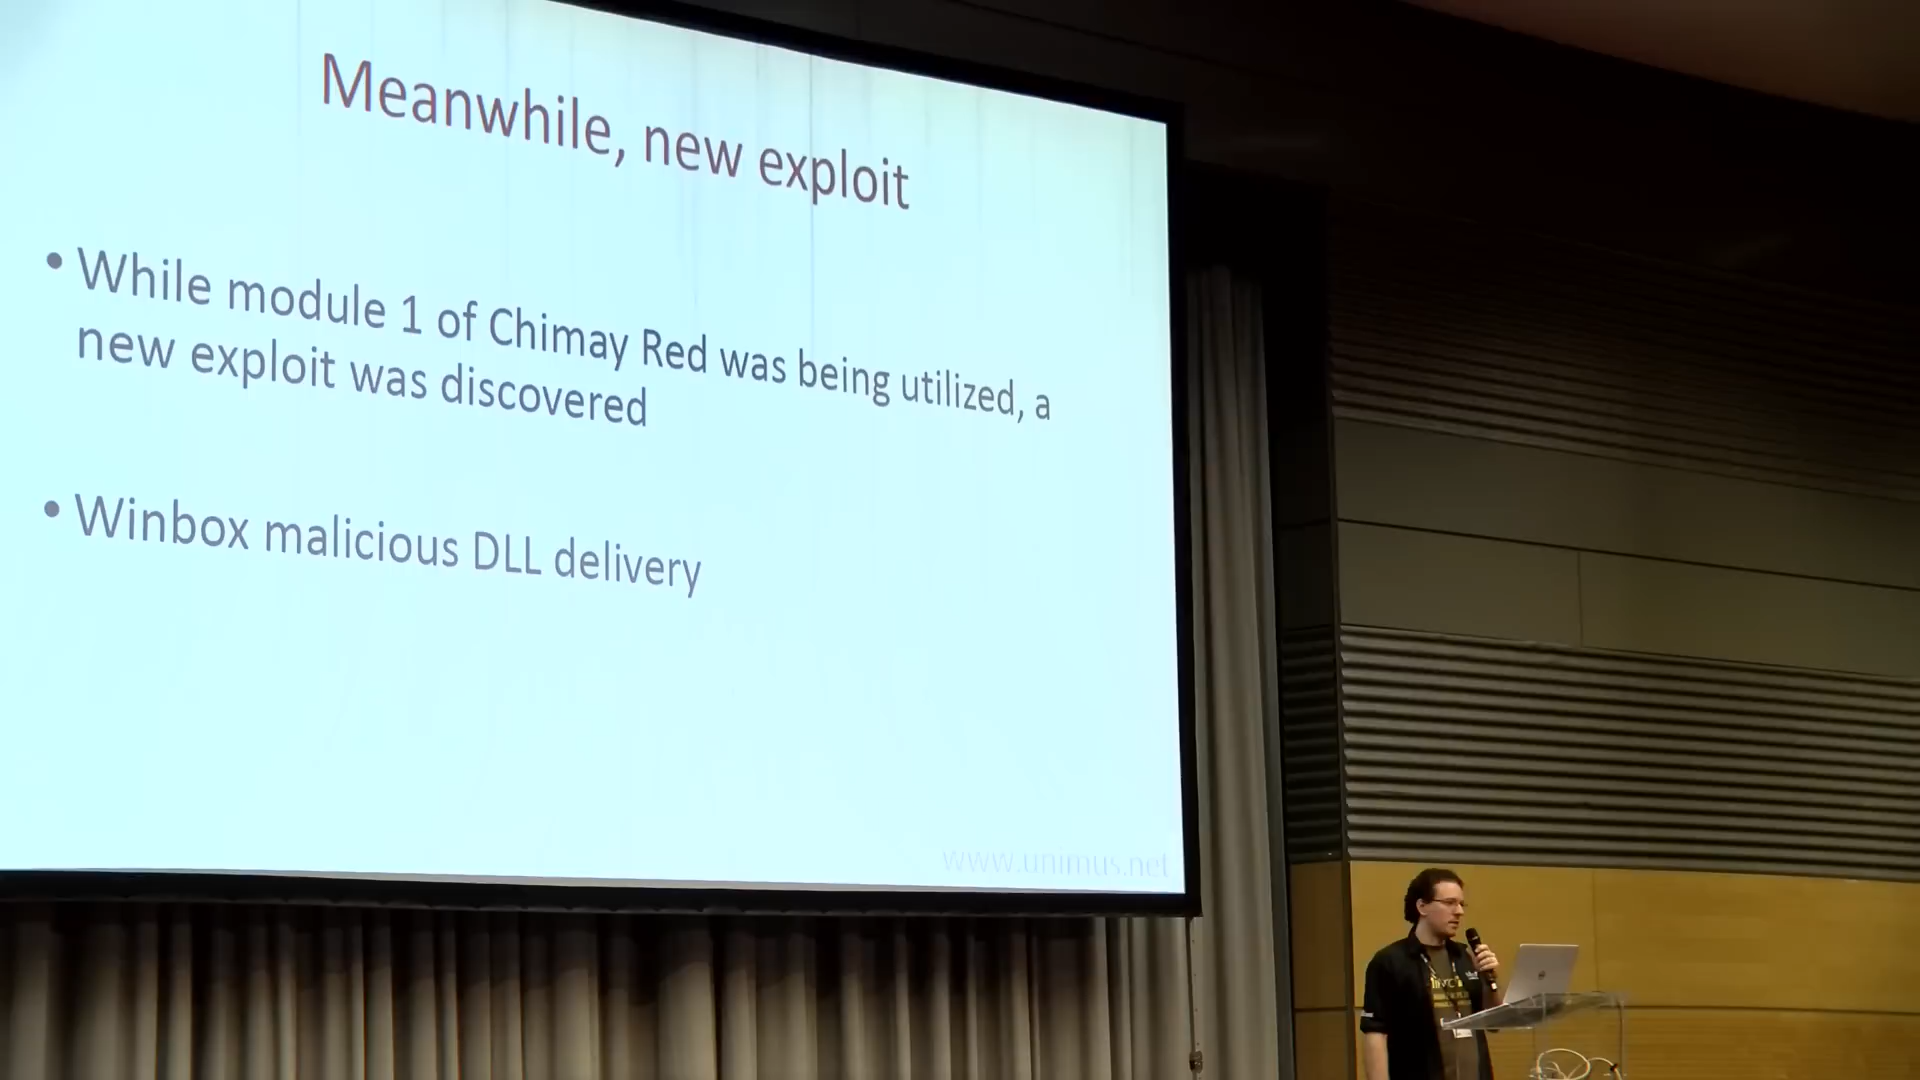 Meanwhile, new exploit
• While module 1 of Chimay Red was being utilized, a
new exploit was discovered
• Winbox malicious DLL delivery
www.unimus.net